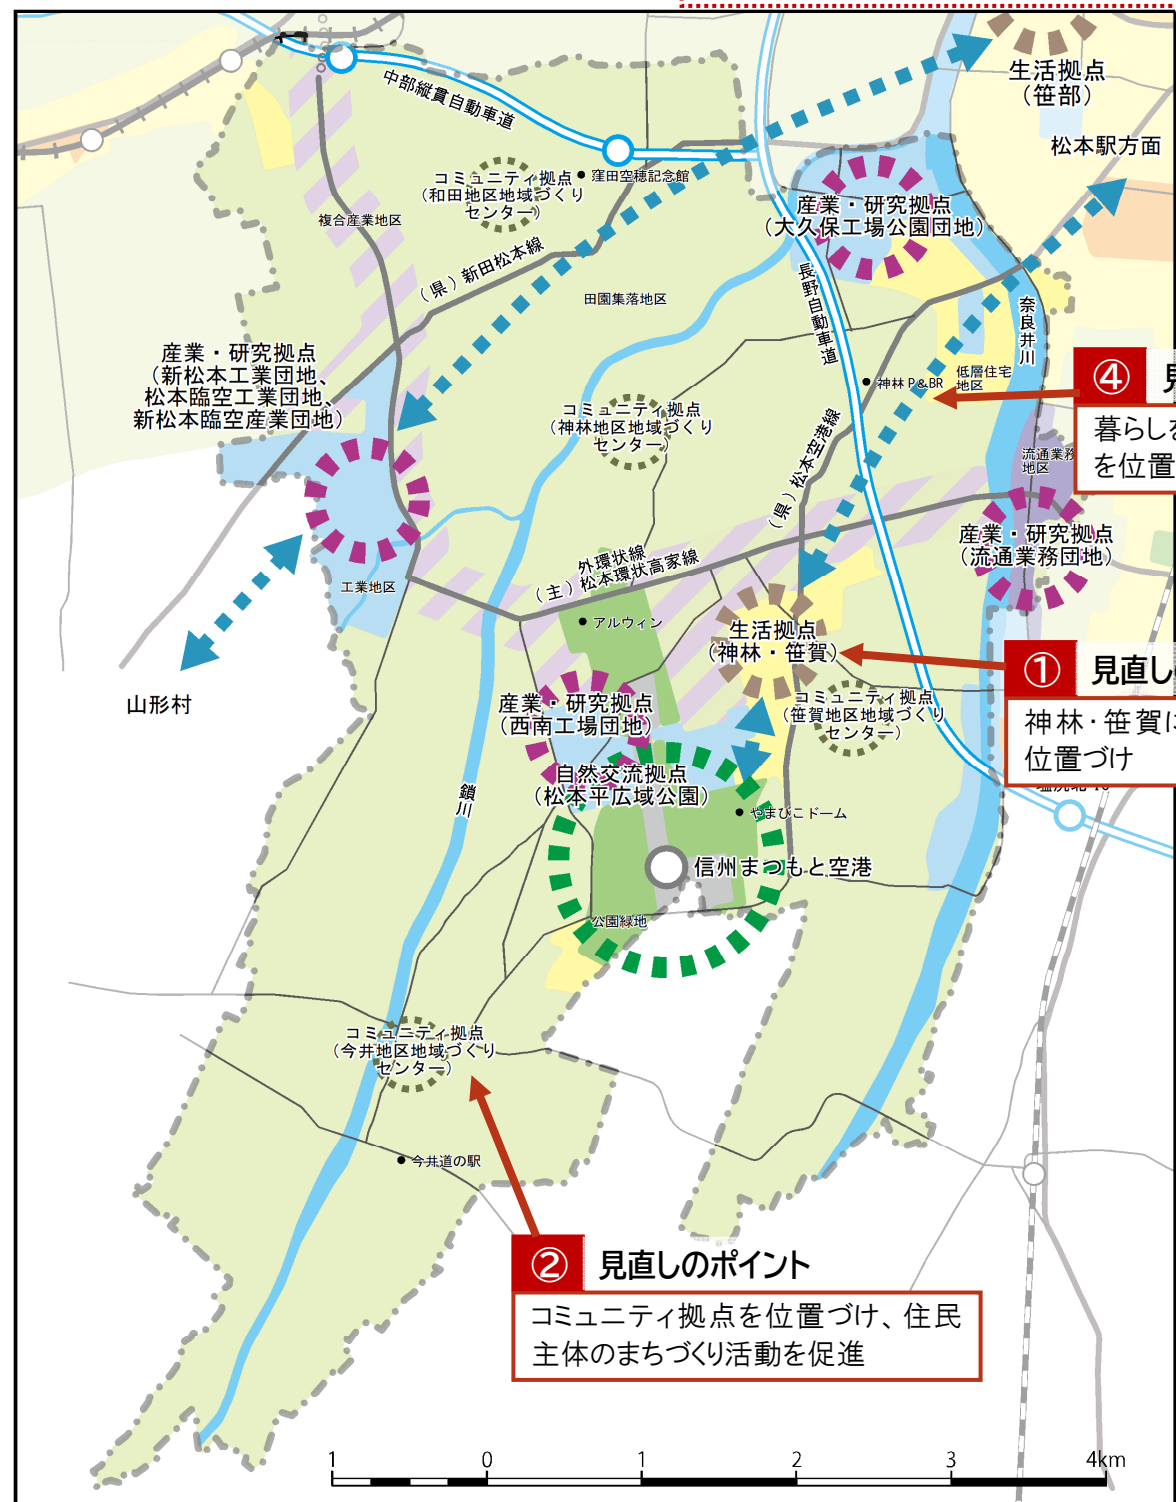 生活拠点
（笹部）
松本駅方面
中部縦貫自動車道
コミュニティ拠点
（和田地区地域づくり
センター）
窪田空穂記念館
複合産業地区
産業・研究拠点
（大久保工場公園団地）
（県）新田松本線
田園集落地区
長野自動車道
奈良井川
産業・研究拠点
（新松本工業団地、
松本臨空工業団地、
新松本臨空産業団地）
神林 P&BR
低層住宅
地区
④ 見
暮らしを
を位置
コミュニティ拠点
（神林地区地域づくり
センター）
（県）松本空港線
流通業務
地区
産業・研究拠点
（流通業務団地）
外環状線
（主）松本環状高家線
工業地区
アルウィン
生活拠点
（神林・笹賀）
① 見直し
神林・笹賀に
位置づけ
山形村
産業・研究拠点
（西南工場団地）
コミュニティ拠点
（笹賀地区地域づくり
センター）
自然交流拠点
（松本平広域公園）
鎖川
やまびこドーム
信州まつもと空港
公園緑地
コミュニティ拠点
（今井地区地域づくり
センター）
今井道の駅
② 見直しのポイント
コミュニティ拠点を位置づけ、住民
主体のまちづくり活動を促進
1 0 1 2 3 4km